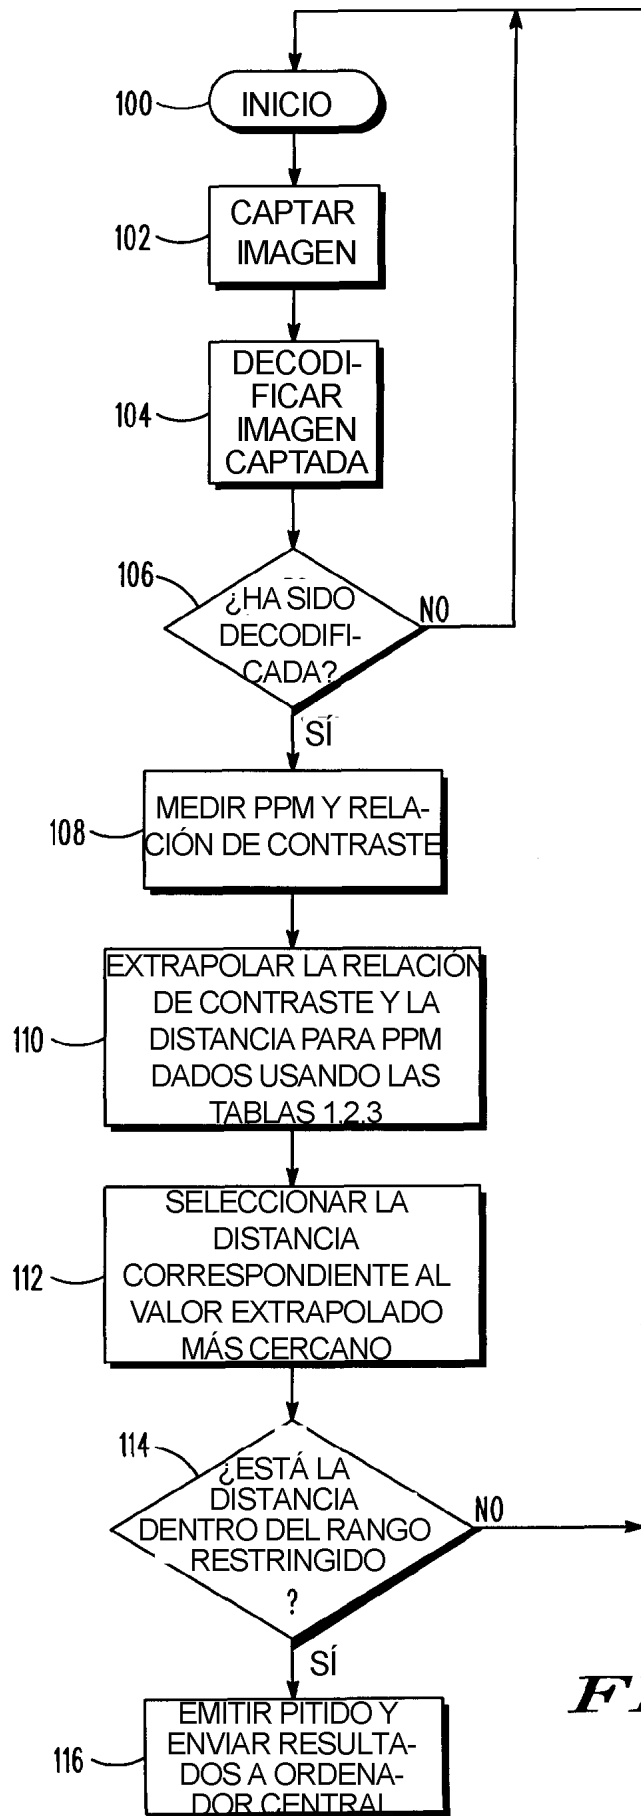 100
INICIO
102
CAPTAR
IMAGEN
104
DECODI-
FICAR
IMAGEN
CAPTADA
106
¿HA SIDO
DECODIFI-
CADA?
NO
SÍ
108
MEDIR PPM Y RELA-
CIÓN DE CONTRASTE
110
EXTRAPOLAR LA RELACIÓN
DE CONTRASTE Y LA
DISTANCIA PARA PPM
DADOS USANDO LAS
TABLAS 1,2,3
112
SELECCIONAR LA
DISTANCIA
CORRESPONDIENTE AL
VALOR EXTRAPOLADO
MÁS CERCANO
114
¿ESTÁ LA
DISTANCIA
DENTRO DEL RANGO
RESTRINGIDO
?
NO
SÍ
116
EMITIR PITIDO Y
ENVIAR RESULTA-
DOS A ORDENA-
DOR CENTRAL